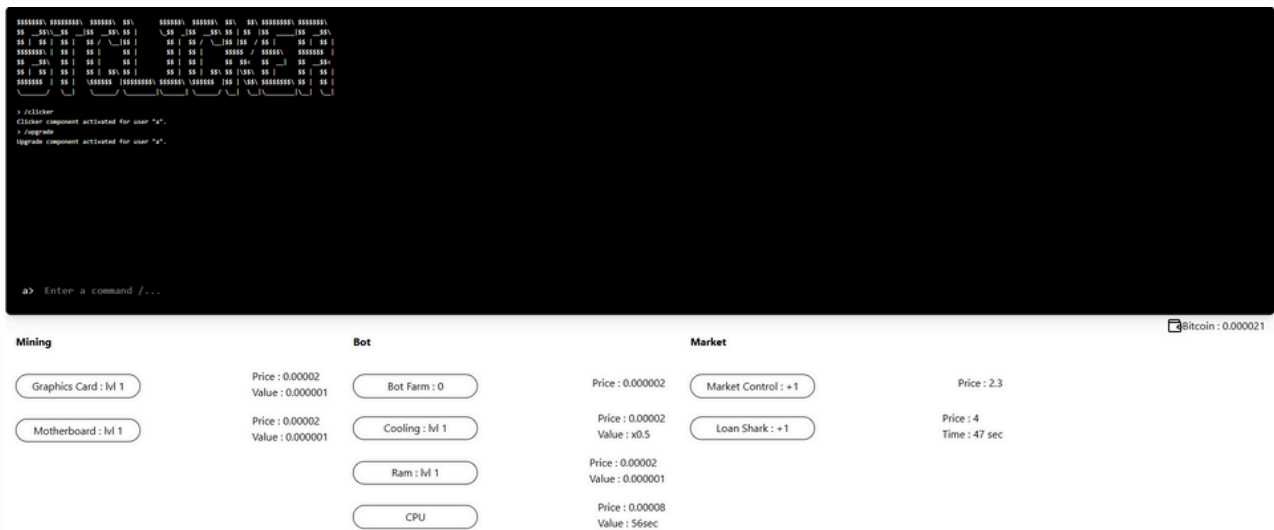 BTCLICKER
> /clicker
Clicker component activated for user "a".
> /upgrade
Upgrade component activated for user "a".
a> Enter a command /...
Bitcoin : 0.000021
Mining
Graphics Card : lvl 1
Price : 0.00002
Value : 0.000001
Motherboard : lvl 1
Price : 0.00002
Value : 0.000001
Bot
Bot Farm : 0
Price : 0.000002
Cooling : lvl 1
Price : 0.00002
Value : x0.5
Ram : lvl 1
Price : 0.00002
Value : 0.000001
CPU
Price : 0.00008
Value : 56sec
Market
Market Control : +1
Price : 2.3
Loan Shark : +1
Price : 4
Time : 47 sec